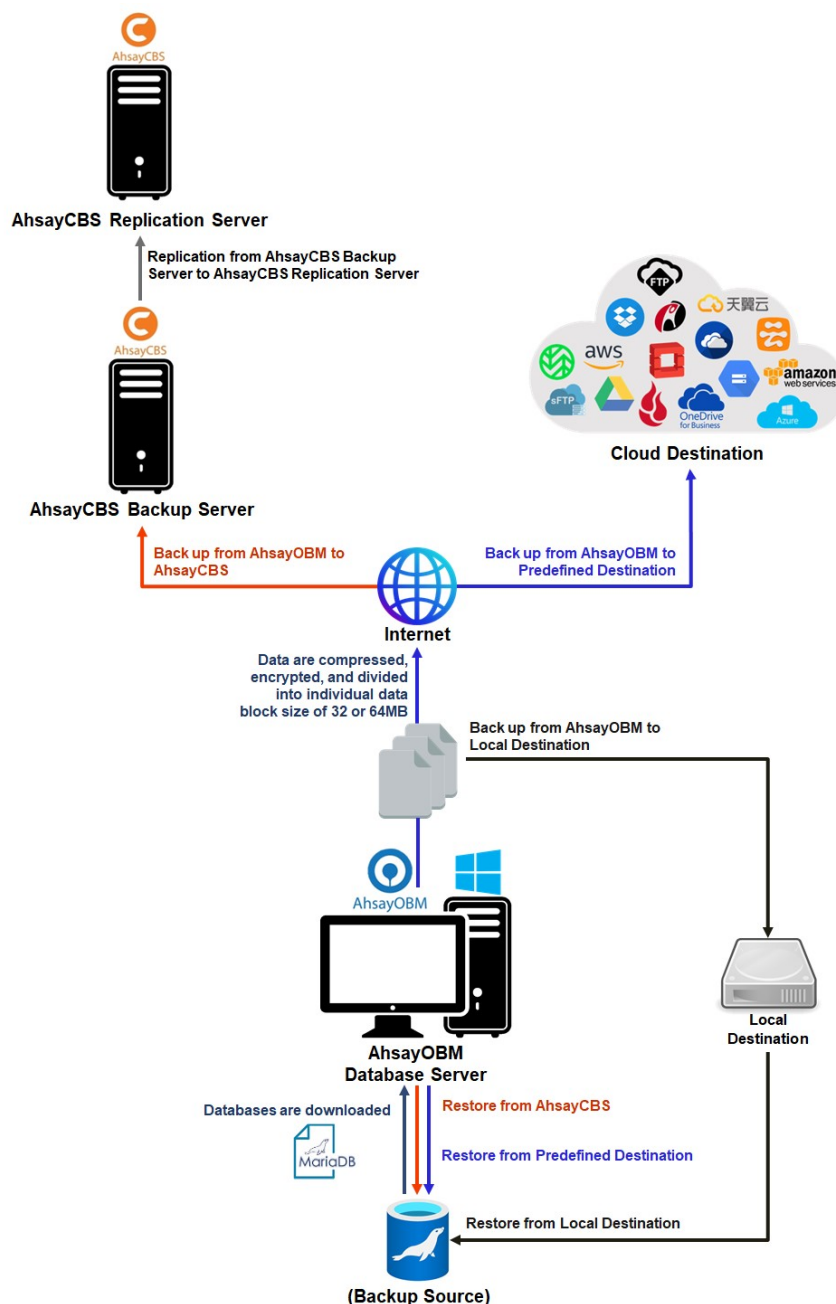 AhsayCBS
AhsayCBS Replication Server
Replication from AhsayCBS Backup
Server to AhsayCBS Replication Server
AhsayCBS
AhsayCBS Backup Server
FTP
天翼云
aws
amazon
web services
sFTP
OneDrive
for Business
Azure
Cloud Destination
Back up from AhsayOBM to
AhsayCBS
Back up from AhsayOBM to
Predefined Destination
Internet
Data are compressed,
encrypted, and divided
into individual data
block size of 32 or 64MB
Back up from AhsayOBM to
Local Destination
AhsayOBM
AhsayOBM
Database Server
Local
Destination
Databases are downloaded
MariaDB
Restore from AhsayCBS
Restore from Predefined Destination
Restore from Local Destination
(Backup Source)